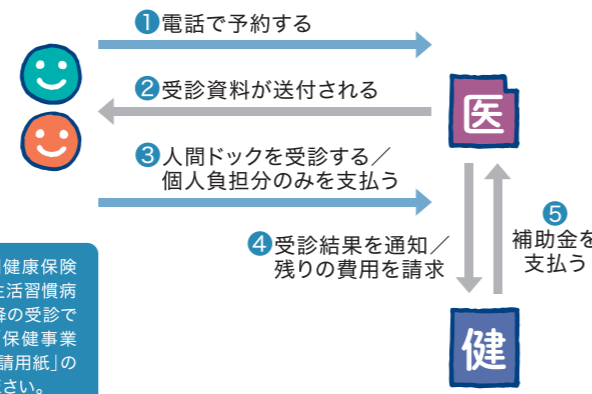 ❶電話で予約する
❷受診資料が送付される
医
❸人間ドックを受診する／
個人負担分のみを支払う
❹受診結果を通知／
残りの費用を請求
❺
補助金を
支払う
健康保険
生活習慣病
降の受診で
保健事業
請用紙」の
さい。
健